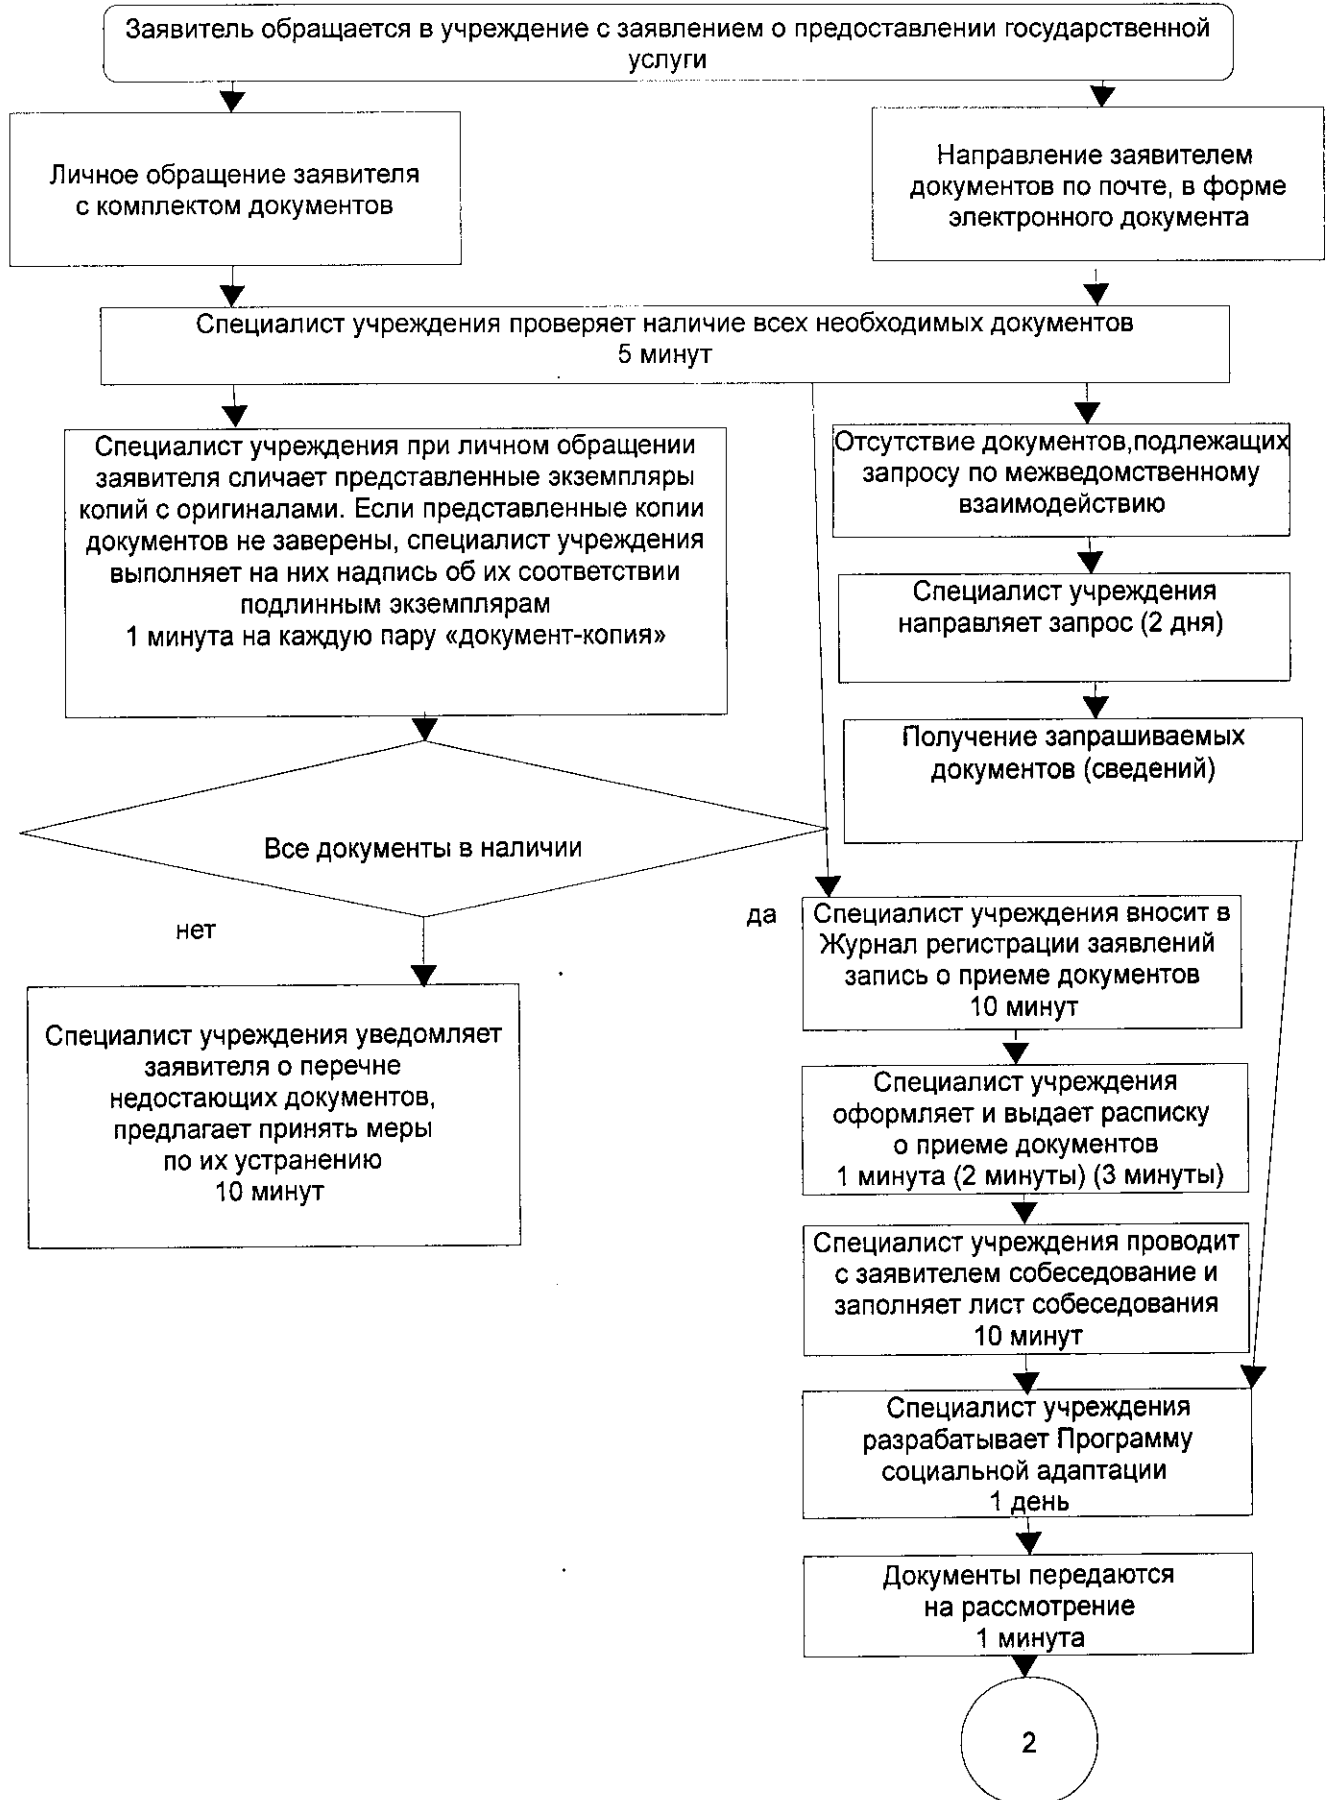 Заявитель обращается в учреждение с заявлением о предоставлении государственной
услуги
Личное обращение заявителя
с комплектом документов
Направление заявителем
документов по почте, в форме
электронного документа
Специалист учреждения проверяет наличие всех необходимых документов
5 минут
Специалист учреждения при личном обращении
заявителя сличает представленные экземпляры
копий с оригиналами. Если представленные копии
документов не заверены, специалист учреждения
выполняет на них надпись об их соответствии
подлинным экземплярам
1 минута на каждую пару «документ-копия»
Отсутствие документов,подлежащих
запросу по межведомственному
взаимодействию
Специалист учреждения
направляет запрос (2 дня)
Получение запрашиваемых
документов (сведений)
Все документы в наличии
нет
да
Специалист учреждения уведомляет
заявителя о перечне
недостающих документов,
предлагает принять меры
по их устранению
10 минут
Специалист учреждения вносит в
Журнал регистрации заявлений
запись о приеме документов
10 минут
Специалист учреждения
оформляет и выдает расписку
о приеме документов
1 минута (2 минуты) (3 минуты)
Специалист учреждения проводит
с заявителем собеседование и
заполняет лист собеседования
10 минут
Специалист учреждения
разрабатывает Программу
социальной адаптации
1 день
Документы передаются
на рассмотрение
1 минута
2